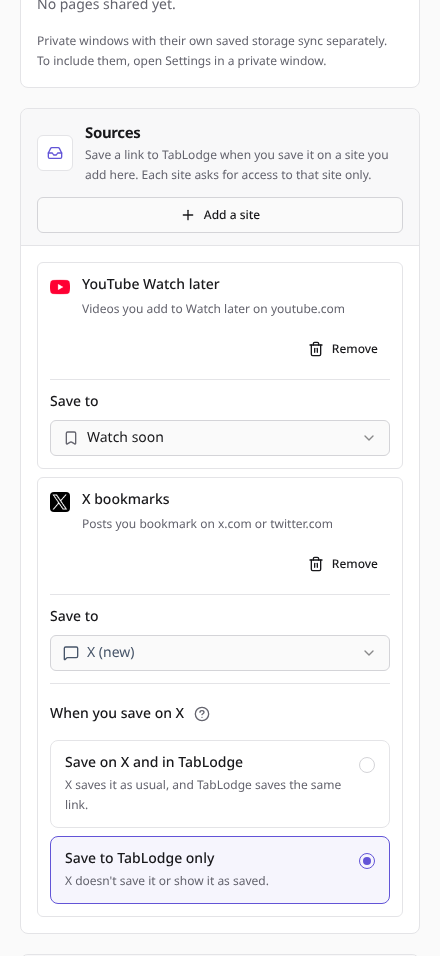 No pages shared yet.
Private windows with their own saved storage sync separately.
To include them, open Settings in a private window.
Sources
Save a link to TabLodge when you save it on a site you
add here. Each site asks for access to that site only.
Add a site
YouTube Watch later
Videos you add to Watch later on youtube.com
Remove
Save to
Watch soon
X bookmarks
Posts you bookmark on x.com or twitter.com
Remove
Save to
X (new)
When you save on X
Save on X and in TabLodge
X saves it as usual, and TabLodge saves the same
link.
Save to TabLodge only
X doesn't save it or show it as saved.